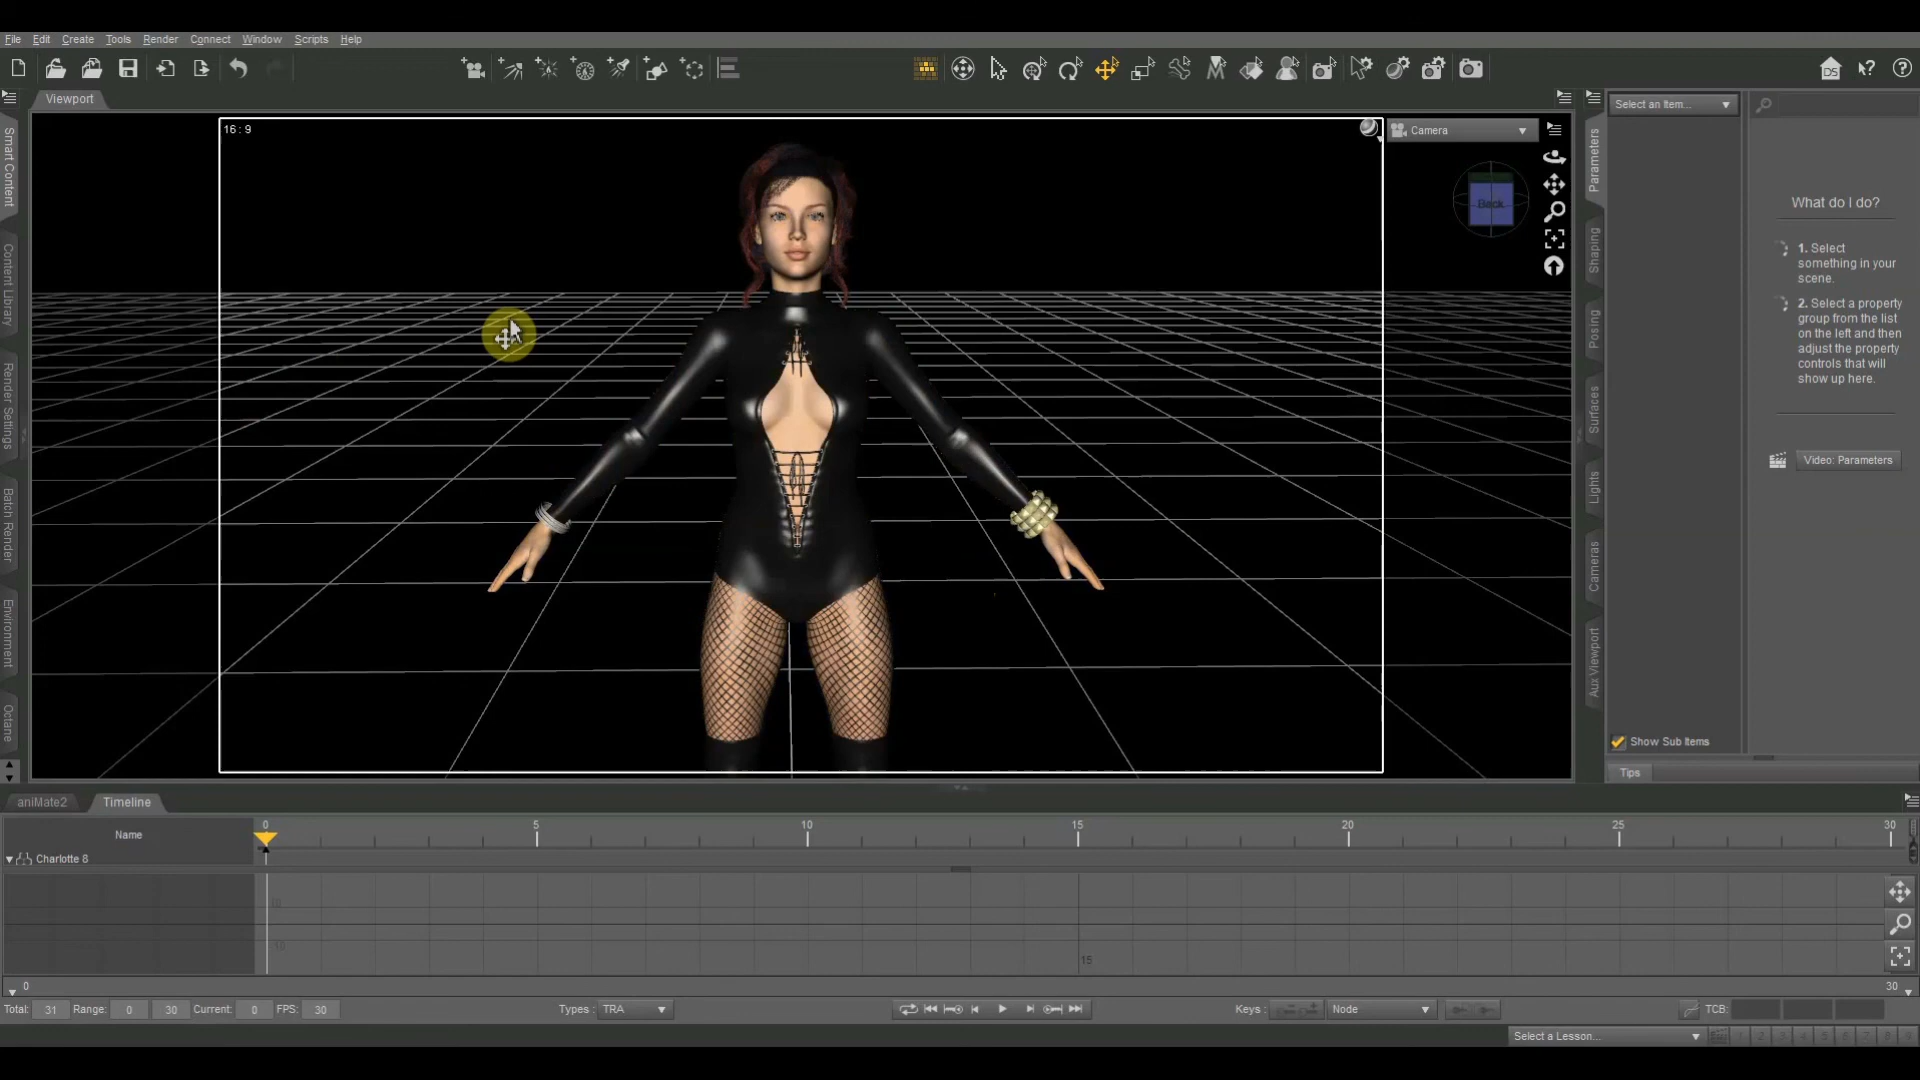 File Edit Create Tools Render Connect Window Scripts Help
Viewport
Select an Item...
16 : 9
Camera
Back
What do I do?
1. Select
something in your
scene.
2. Select a property
group from the list
on the left and then
adjust the property
controls that will
show up here.
Video: Parameters
Smart Content
Content Library
Render Settings
Batch Render
Environment
Octane
Parameters
Shaping
Posing
Surfaces
Lights
Cameras
Aux Viewport
Show Sub Items
Tips
aniMate2 Timeline
Name
0 5 10 15 20 25 30
Charlotte 8
15
0 30
Total: 31 Range: 0 30 Current: 0 FPS: 30 Types : TRA Keys : Node TCB:
Select a Lesson...